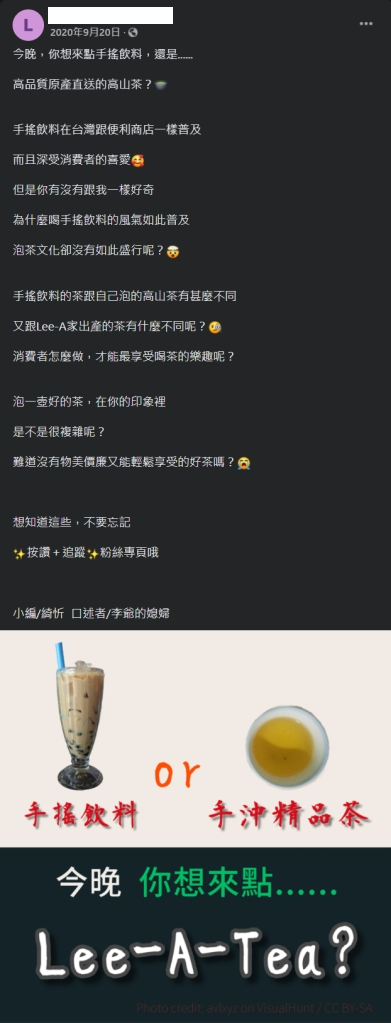 L
2020年9月20日
今晚，你想來點手搖飲料，還是......
高品質原產直送的高山茶？🍵
手搖飲料在台灣跟便利商店一樣普及
而且深受消費者的喜愛🥰
但是你有沒有跟我一樣好奇
為什麼喝手搖飲料的風氣如此普及
泡茶文化卻沒有如此盛行呢？🤯
手搖飲料的茶跟自己泡的高山茶有甚麼不同
又跟Lee-A家出產的茶有什麼不同呢？🧐
消費者怎麼做，才能最享受喝茶的樂趣呢？
泡一壺好的茶，在你的印象裡
是不是很複雜呢？
難道沒有物美價廉又能輕鬆享受的好茶嗎？😭
想知道這些，不要忘記
✨按讚＋追蹤✨粉絲專頁哦
小編/綺忻 口述者/李爺的媳婦
or
手搖飲料 手沖精品茶
今晚 你想來點......
Lee-A-Tea?
Photo credit: avlxyz on VisualHunt / CC BY-SA